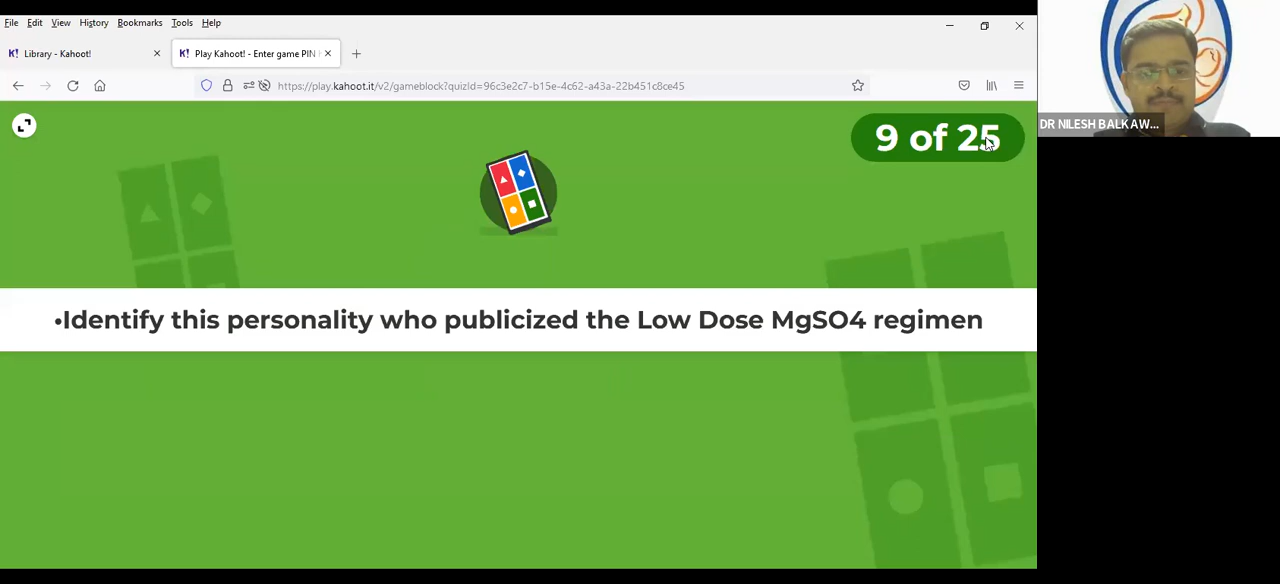 File Edit View History Bookmarks Tools Help
Library - Kahoot!
Play Kahoot! - Enter game PIN
https://play.kahoot.it/v2/gameblock?quizId=96c3e2c7-b15e-4c62-a43a-22b451c8ce45
9 of 25
DR NILESH BALKAW...
•Identify this personality who publicized the Low Dose MgSO4 regimen